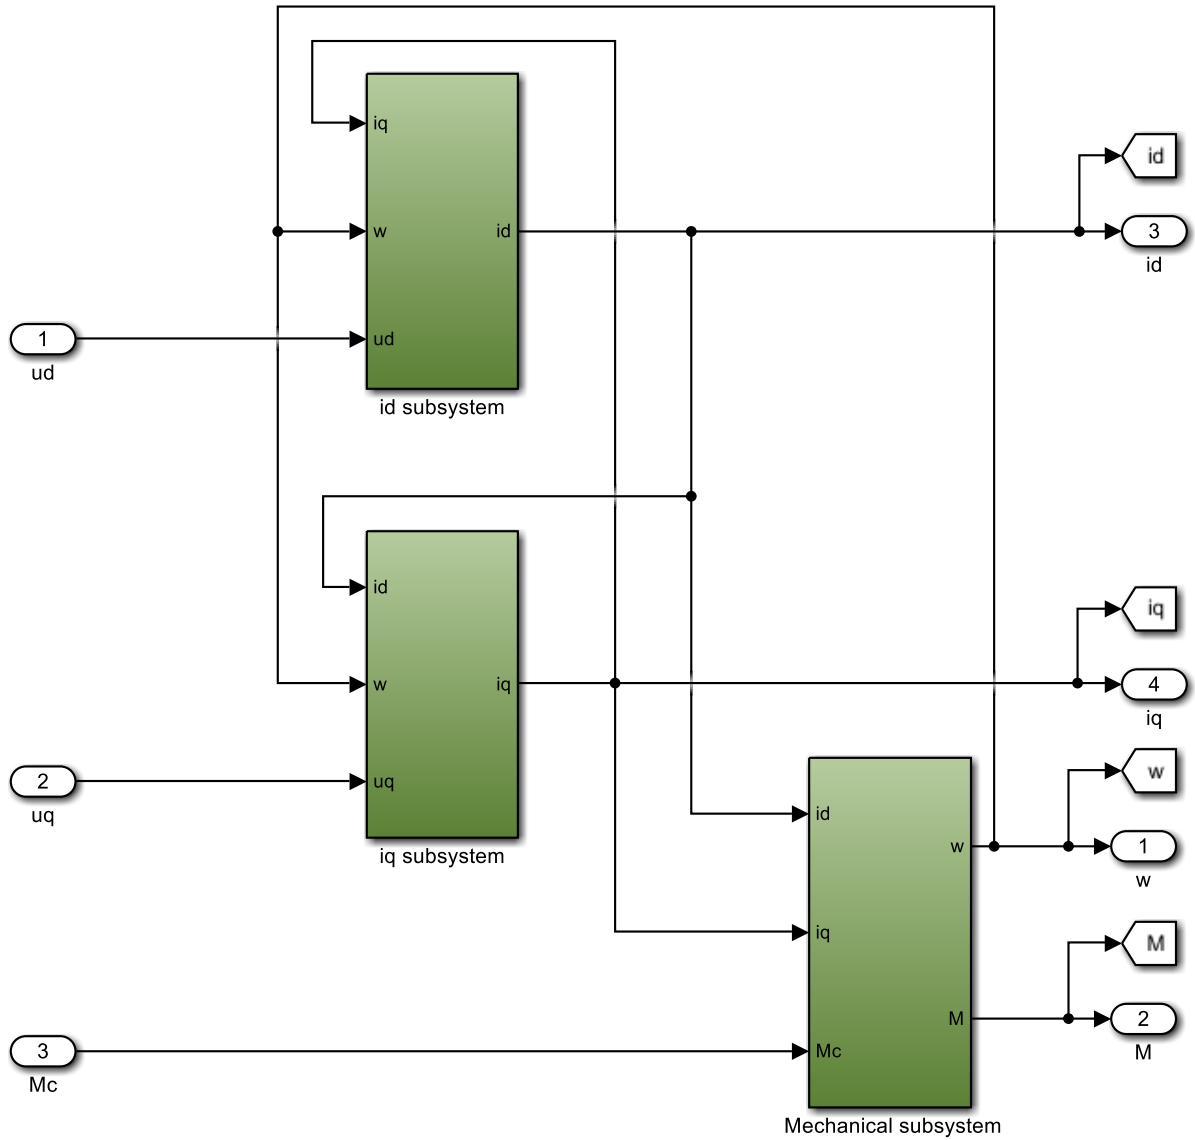 iq
id
w
id
3
id
1
ud
ud
id subsystem
id
iq
w
iq
4
iq
2
uq
uq
w
iq subsystem
id
w
1
w
iq
M
M
2
M
3
Mc
Mc
Mechanical subsystem